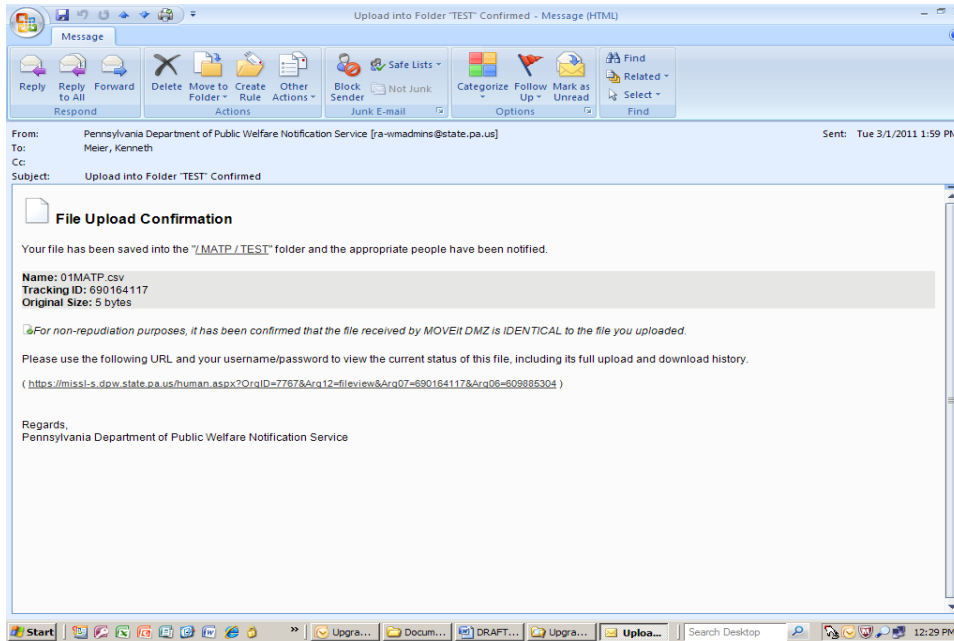 Upload into Folder "TEST" Confirmed - Message (HTML)
Message
Reply Reply to All Forward
Respond
Delete Move to Folder Create Rule Other Actions
Actions
Block Sender Safe Lists Not Junk
Junk E-mail
Categorize Follow Up Mark as Unread
Options
Find
Related
Select
Find
From: Pennsylvania Department of Public Welfare Notification Service [ra-wmadmins@state.pa.us] Sent: Tue 3/1/2011 1:59 PM
To: Meier, Kenneth
Cc:
Subject: Upload into Folder "TEST" Confirmed
File Upload Confirmation
Your file has been saved into the "/ MATP / TEST" folder and the appropriate people have been notified.
Name: 01MATP.csv
Tracking ID: 690164117
Original Size: 5 bytes
For non-repudiation purposes, it has been confirmed that the file received by MOVEit DMZ is IDENTICAL to the file you uploaded.
Please use the following URL and your username/password to view the current status of this file, including its full upload and download history.
( https://missl-s.dpw.state.pa.us/human.aspx?OrgID=7767&Arg12=fileview&Arg07=690164117&Arg06=609885304 )
Regards,
Pennsylvania Department of Public Welfare Notification Service
Start » Upgra... Docum... DRAFT... Upgra... Uploa... Search Desktop 12:29 PM